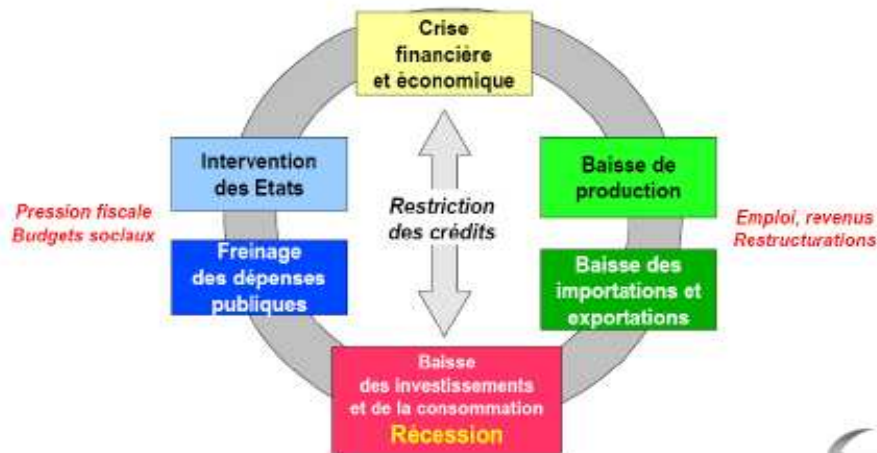 Crise
financière
et économique
Intervention
des Etats
Baisse de
production
Pression fiscale
Budgets sociaux
Restriction
des crédits
Emploi, revenus
Restructurations
Freinage
des dépenses
publiques
Baisse des
importations et
exportations
Baisse
des investissements
et de la consommation
Récession